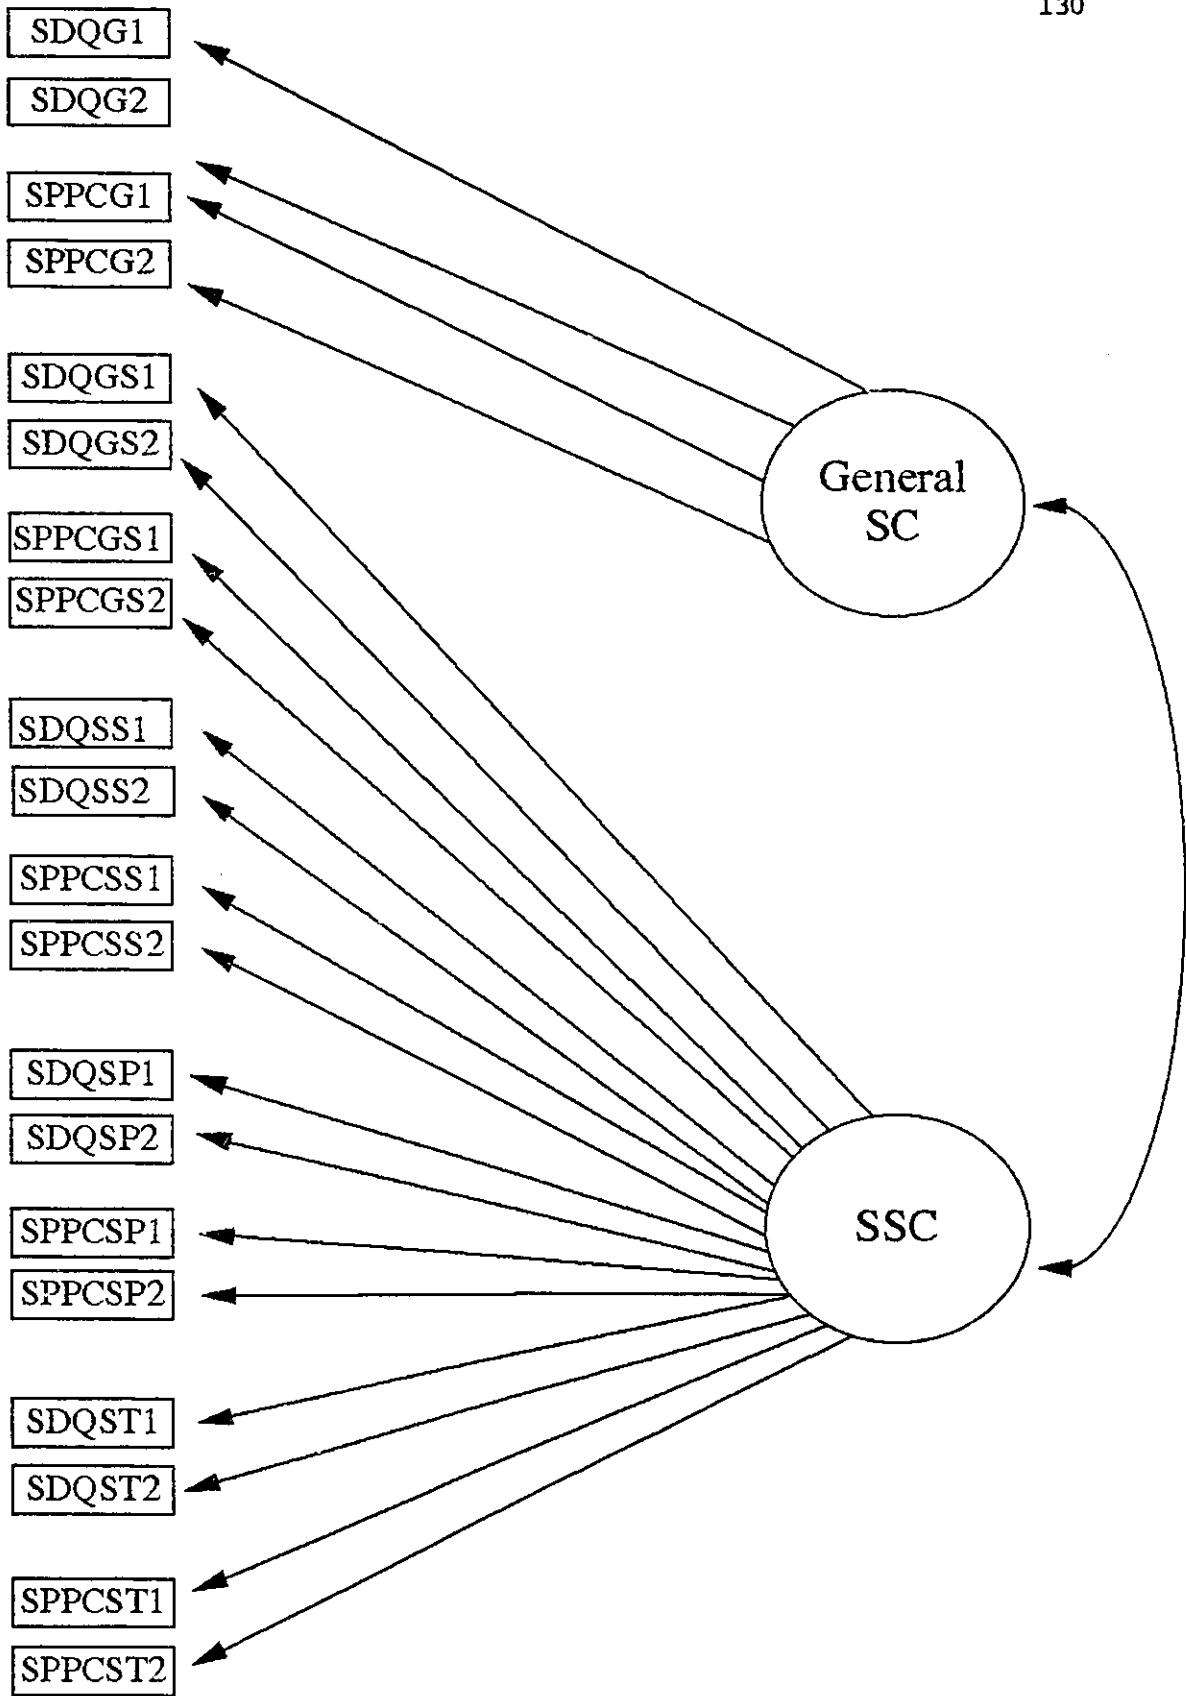 130
SDQG1
SDQG2
SPPCG1
SPPCG2
SDQGS1
SDQGS2
SPPCGS1
SPPCGS2
SDQSS1
SDQSS2
SPPCSS1
SPPCSS2
SDQSP1
SDQSP2
SPPCSP1
SPPCSP2
SDQST1
SDQST2
SPPCST1
SPPCST2
General
SC
SSC